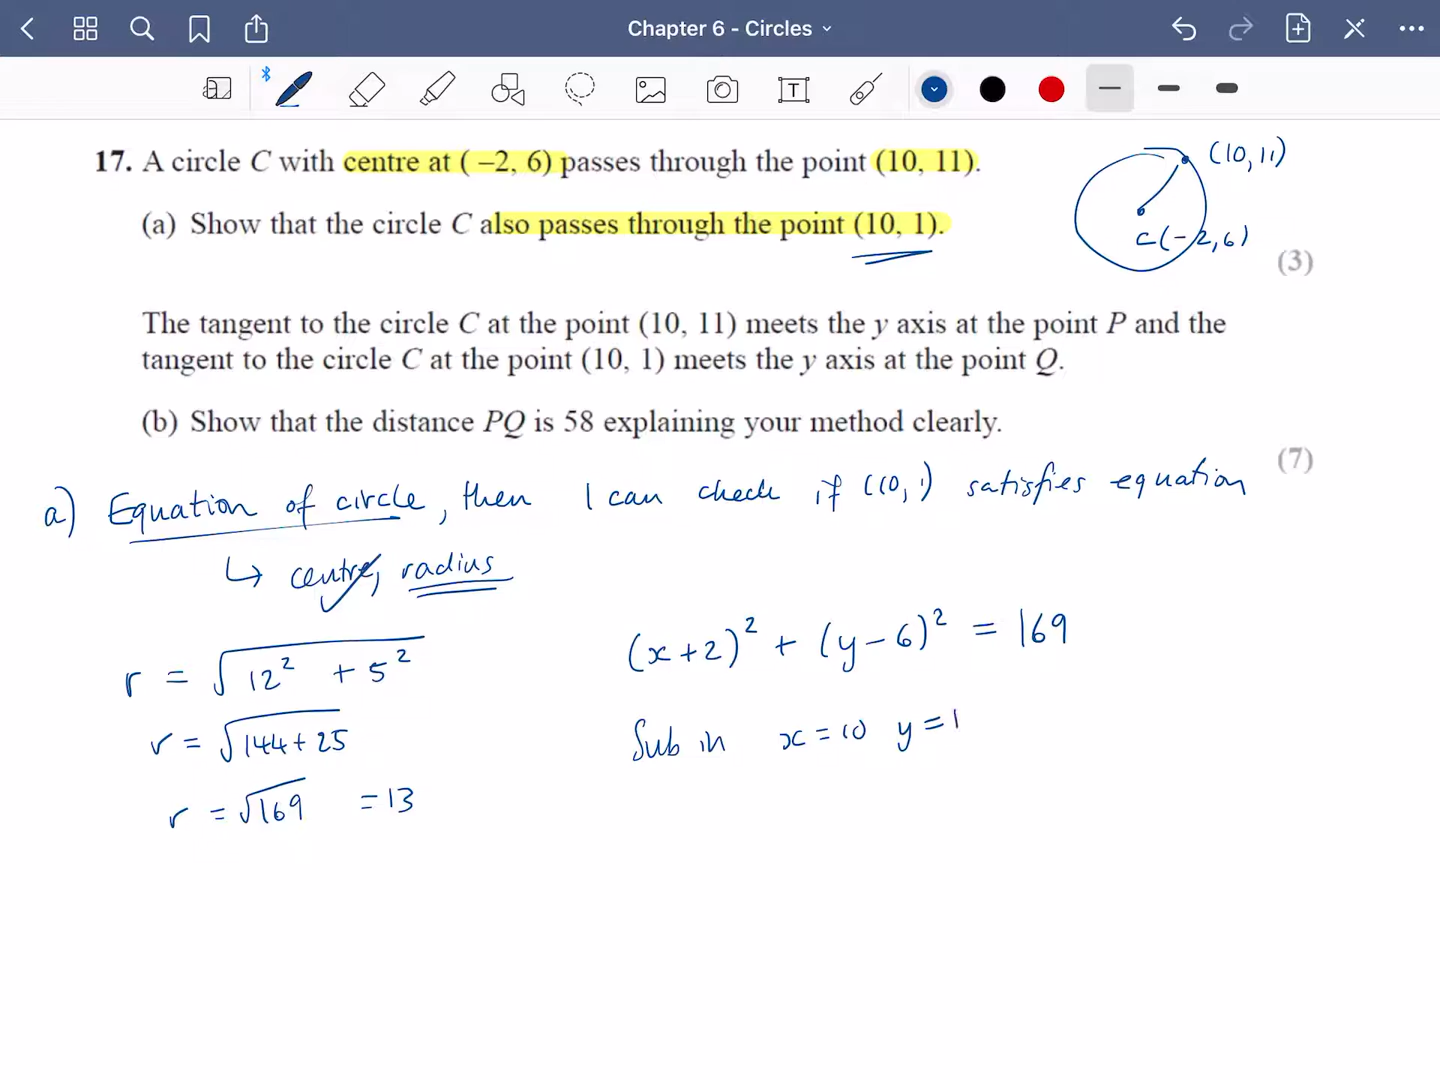 Chapter 6 - Circles
17. A circle C with centre at ( –2, 6) passes through the point (10, 11).
(10, 11)
(a) Show that the circle C also passes through the point (10, 1).
C(-2,6)
(3)
The tangent to the circle C at the point (10, 11) meets the y axis at the point P and the
tangent to the circle C at the point (10, 1) meets the y axis at the point Q.
(b) Show that the distance PQ is 58 explaining your method clearly.
(7)
a) Equation of circle, then I can check if (10, 1) satisfies equation
↳ centre, radius
r = √12² + 5²
r = √144+25
r = √169 = 13
(x+2)² + (y-6)² = 169
Sub in x=10 y=1